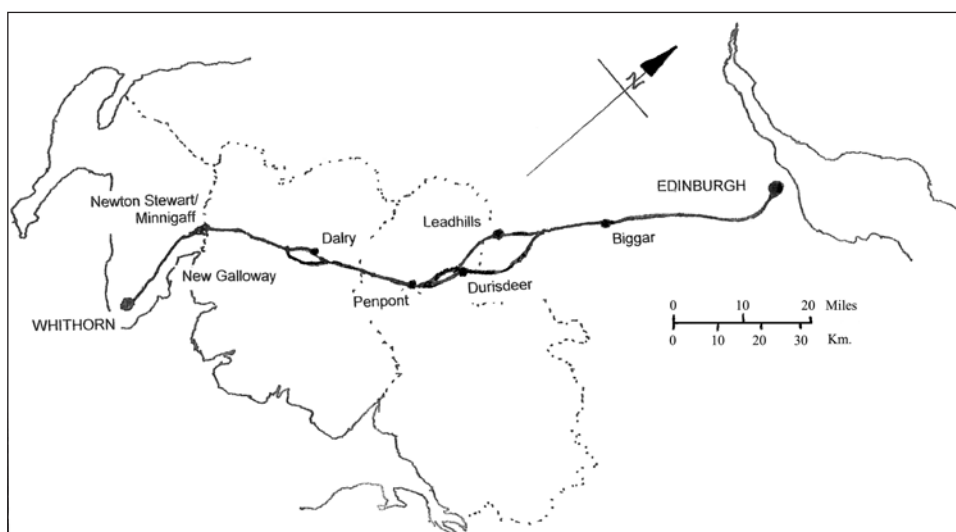 N
EDINBURGH
Newton Stewart/
Minnigaff
Leadhills
Dalry
Biggar
New Galloway
Durisdeer
Penpont
WHITHORN
0 10 20 Miles
0 10 20 30 Km.